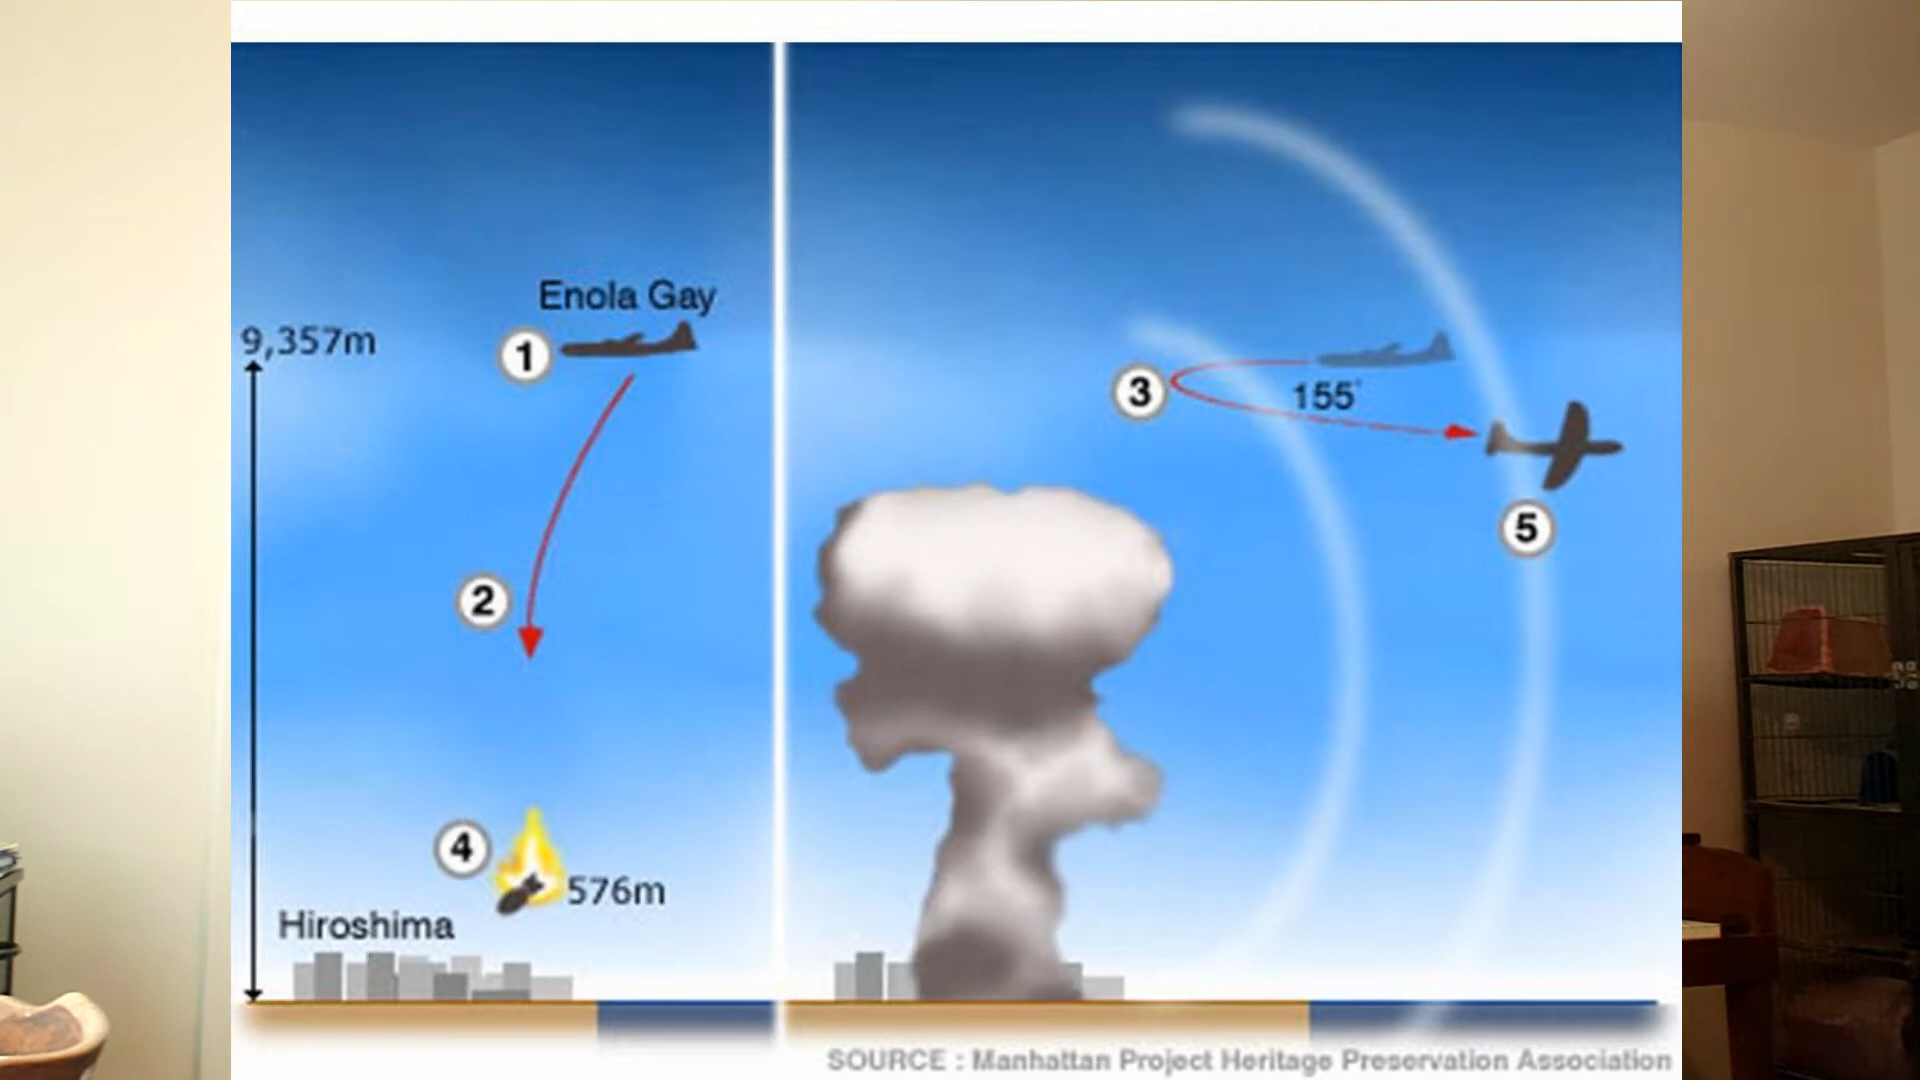 Enola Gay
9,357m
1
2
4
576m
Hiroshima
3
155°
5
SOURCE : Manhattan Project Heritage Preservation Association